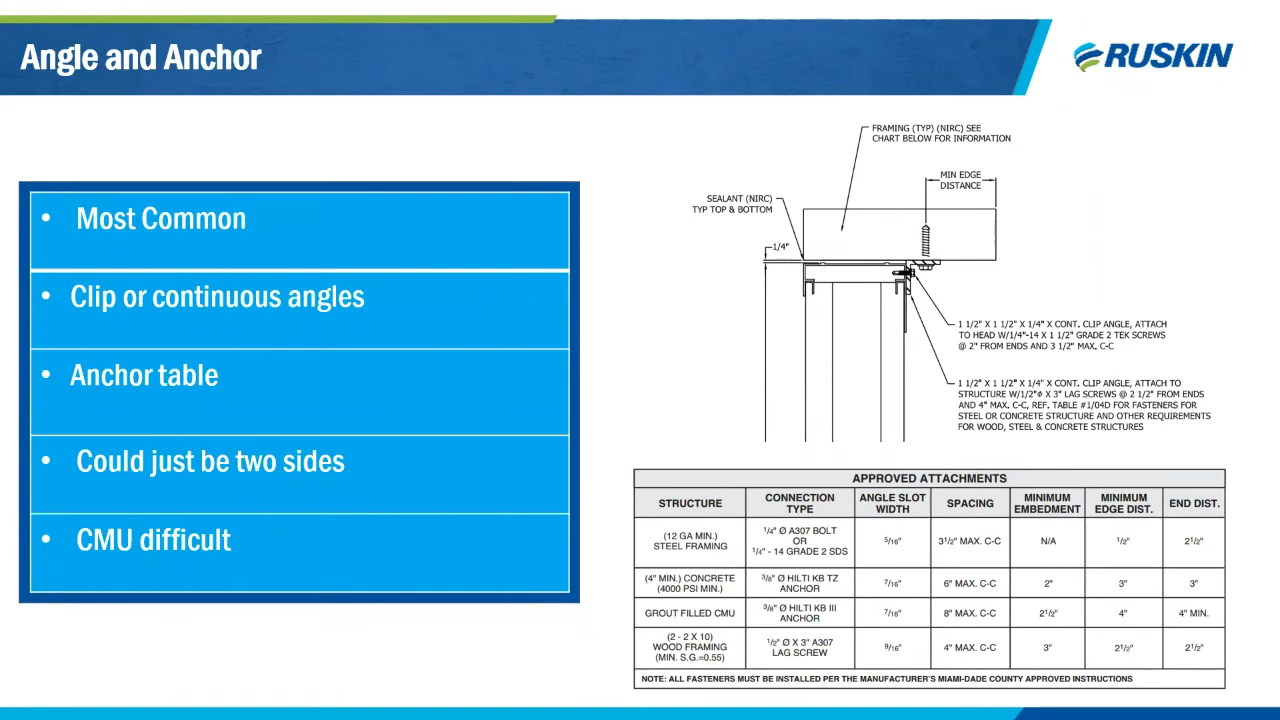 Angle and Anchor
RUSKIN
• Most Common
• Clip or continuous angles
• Anchor table
• Could just be two sides
• CMU difficult
FRAMING (TYP) (NIRC) SEE
CHART BELOW FOR INFORMATION
MIN EDGE
DISTANCE
SEALANT (NIRC)
TYP TOP & BOTTOM
1/4"
1 1/2" X 1 1/2" X 1/4" X CONT. CLIP ANGLE, ATTACH
TO HEAD W/1/4"-14 X 1 1/2" GRADE 2 TEK SCREWS
@ 2" FROM ENDS AND 3 1/2" MAX. C-C
1 1/2" X 1 1/2" X 1/4" X CONT. CLIP ANGLE, ATTACH TO
STRUCTURE W/1/2"φ X 3" LAG SCREWS @ 2 1/2" FROM ENDS
AND 4" MAX. C-C, REF. TABLE #1/04D FOR FASTENERS FOR
STEEL OR CONCRETE STRUCTURE AND OTHER REQUIREMENTS
FOR WOOD, STEEL & CONCRETE STRUCTURES
APPROVED ATTACHMENTS
STRUCTURE CONNECTION TYPE ANGLE SLOT WIDTH SPACING MINIMUM EMBEDMENT MINIMUM EDGE DIST. END DIST.
(12 GA MIN.) STEEL FRAMING 1/4" Ø A307 BOLT OR 1/4" - 14 GRADE 2 SDS 5/16" 3 1/2" MAX. C-C N/A 1/2" 2 1/2"
(4" MIN.) CONCRETE (4000 PSI MIN.) 3/8" Ø HILTI KB TZ ANCHOR 7/16" 6" MAX. C-C 2" 3" 3"
GROUT FILLED CMU 3/8" Ø HILTI KB III ANCHOR 7/16" 8" MAX. C-C 2 1/2" 4" 4" MIN.
(2 - 2 X 10) WOOD FRAMING (MIN. S.G.=0.55) 1/2" Ø X 3" A307 LAG SCREW 9/16" 4" MAX. C-C 3" 2 1/2" 2 1/2"
NOTE: ALL FASTENERS MUST BE INSTALLED PER THE MANUFACTURER'S MIAMI-DADE COUNTY APPROVED INSTRUCTIONS